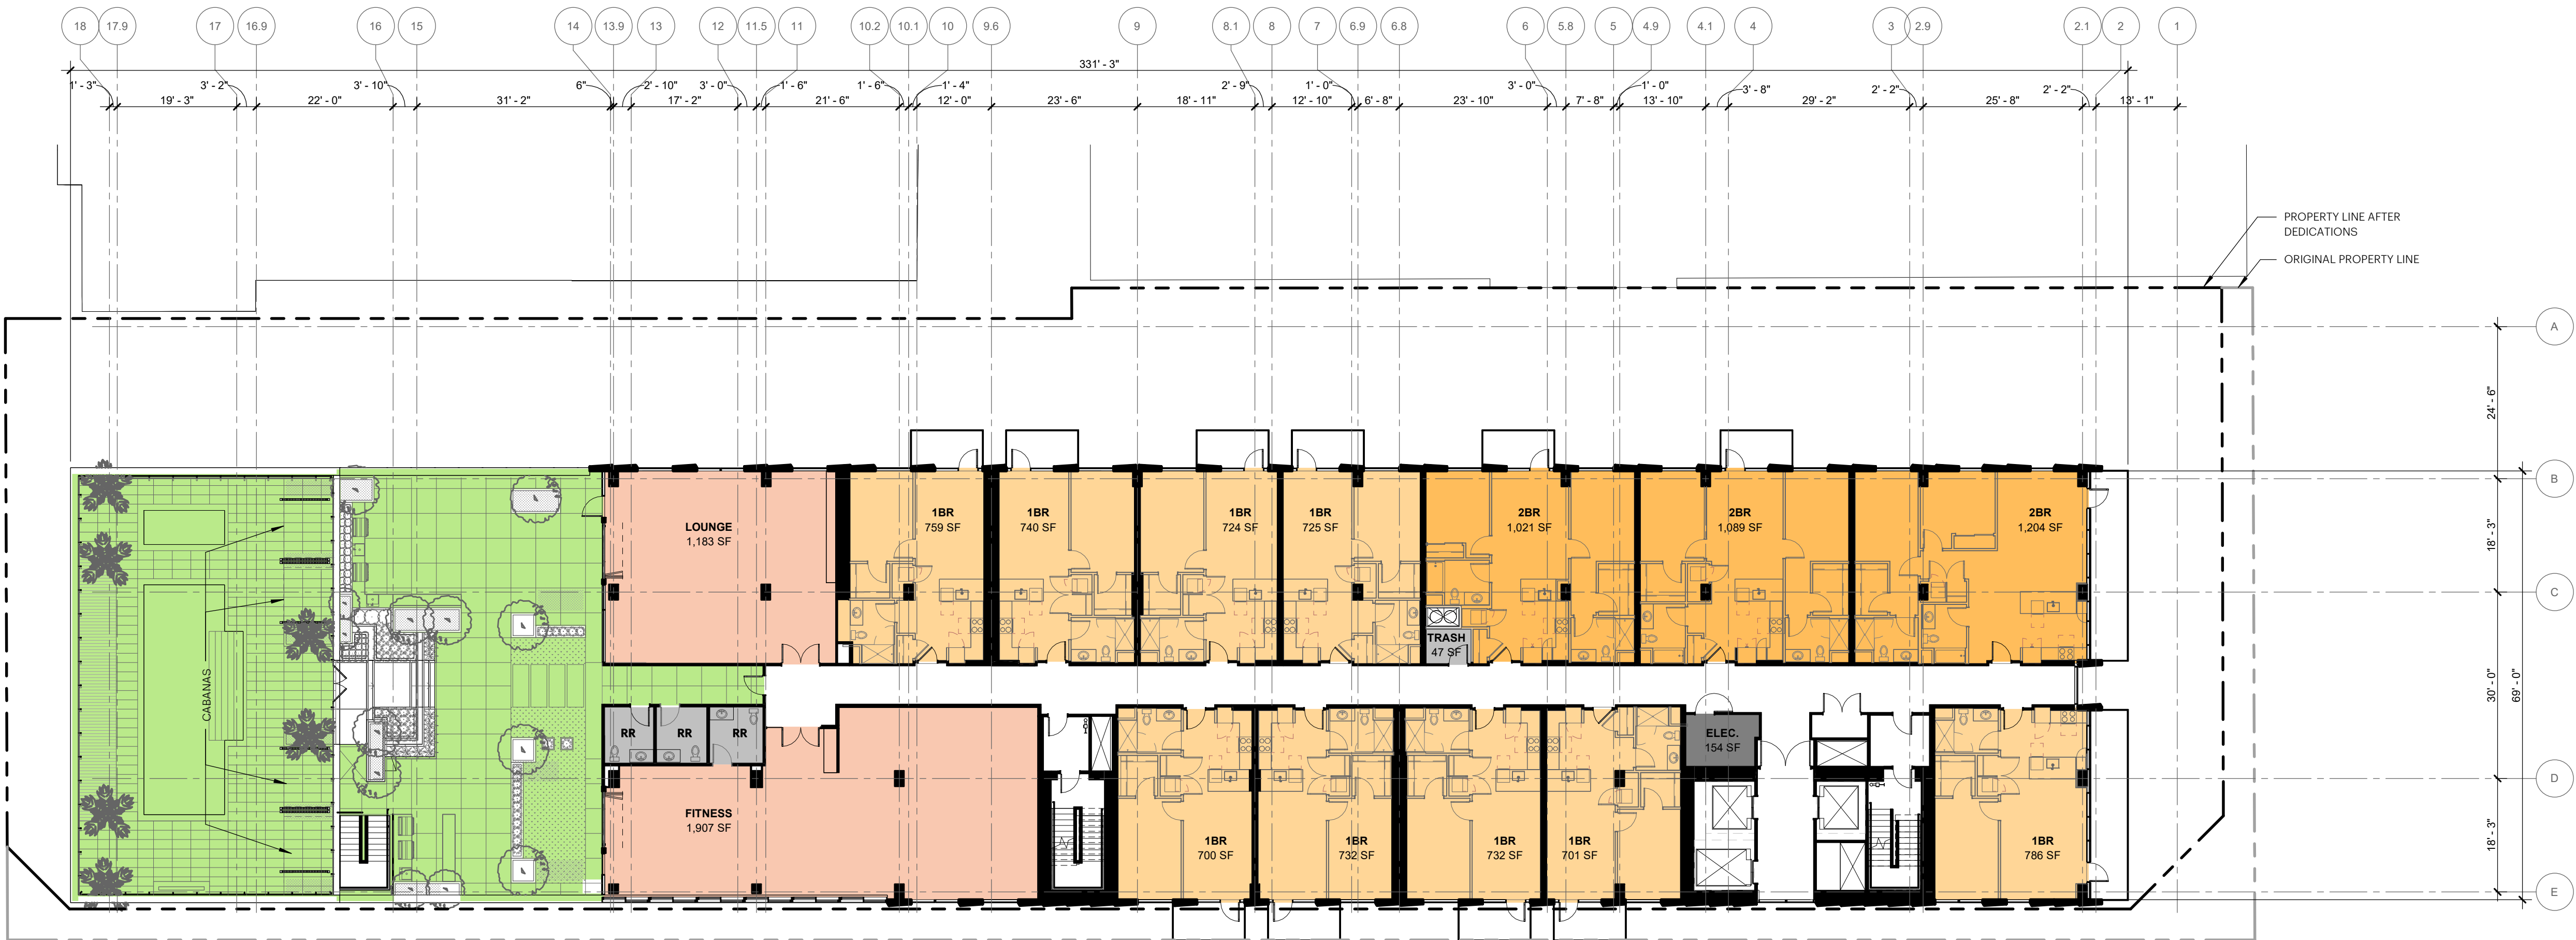 18 17.9 17 16.9 16 15 14 13.9 13 12 11.5 11 10.2 10.1 10 9.6 9 8.1 8 7 6.9 6.8 6 5.8 5 4.9 4.1 4 3 2.9 2.1 2 1
331' - 3"
1' - 3" 3' - 2" 3' - 10" 6" 2' - 10" 3' - 0" 1' - 6" 1' - 6" 1' - 4" 2' - 9" 1' - 0" 3' - 0" 1' - 0" 3' - 8" 2' - 2" 2' - 2"
19' - 3" 22' - 0" 31' - 2" 17' - 2" 21' - 6" 12' - 0" 23' - 6" 18' - 11" 12' - 10" 6' - 8" 23' - 10" 7' - 8" 13' - 10" 29' - 2" 25' - 8" 13' - 1"
PROPERTY LINE AFTER
DEDICATIONS
ORIGINAL PROPERTY LINE
A
24' - 6"
B
18' - 3"
C
30' - 0"
69' - 0"
D
18' - 3"
E
LOUNGE
1,183 SF
1BR
759 SF
1BR
740 SF
1BR
724 SF
1BR
725 SF
2BR
1,021 SF
2BR
1,089 SF
2BR
1,204 SF
TRASH
47 SF
CABANAS
RR
RR
RR
ELEC.
154 SF
FITNESS
1,907 SF
1BR
700 SF
1BR
732 SF
1BR
732 SF
1BR
701 SF
1BR
786 SF